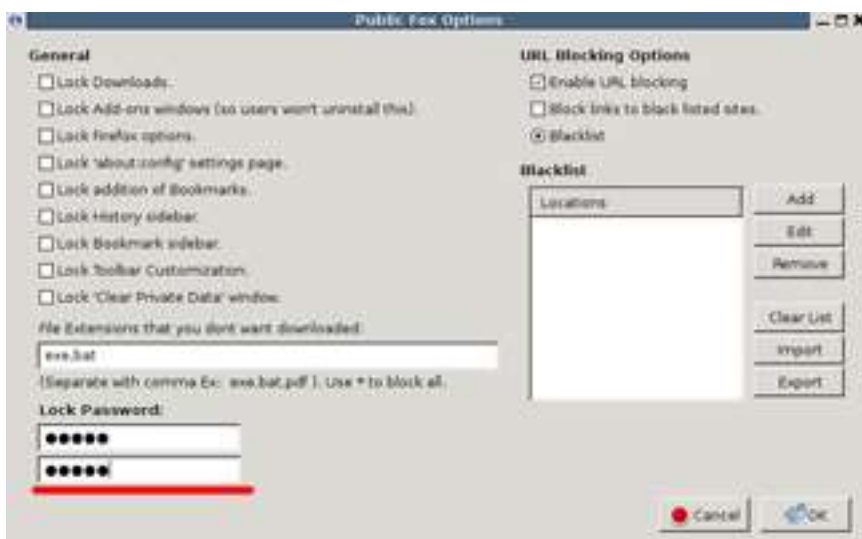 Public Fox Options
General
Lock Downloads.
Lock Add-ons windows (so users won't uninstall this).
Lock Firefox options.
Lock 'about:config' settings page.
Lock addition of Bookmarks.
Lock History sidebar.
Lock Bookmark sidebar.
Lock Toolbar Customization.
Lock 'Clear Private Data' window.
File Extensions that you dont want downloaded:
exe,bat
(Separate with comma Ex: exe,bat,pdf ). Use * to block all.
Lock Password:
URL Blocking Options
Enable URL blocking
Block links to black listed sites.
Blacklist
Blacklist
Locations
Add
Edit
Remove
Clear List
Import
Export
Cancel
OK